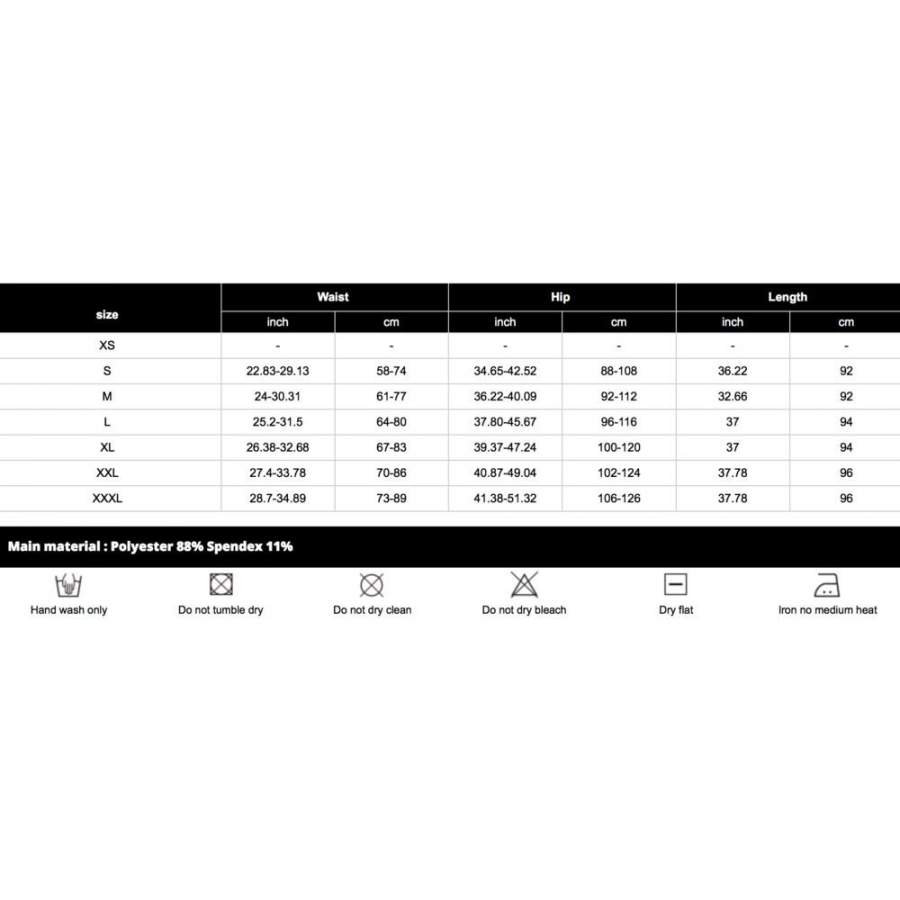 Waist Hip Length
size
inch cm inch cm inch cm
XS - - - - - -
S 22.83-29.13 58-74 34.65-42.52 88-108 36.22 92
M 24-30.31 61-77 36.22-40.09 92-112 32.66 92
L 25.2-31.5 64-80 37.80-45.67 96-116 37 94
XL 26.38-32.68 67-83 39.37-47.24 100-120 37 94
XXL 27.4-33.78 70-86 40.87-49.04 102-124 37.78 96
XXXL 28.7-34.89 73-89 41.38-51.32 106-126 37.78 96
Main material : Polyester 88% Spendex 11%
Hand wash only Do not tumble dry Do not dry clean Do not dry bleach Dry flat Iron no medium heat